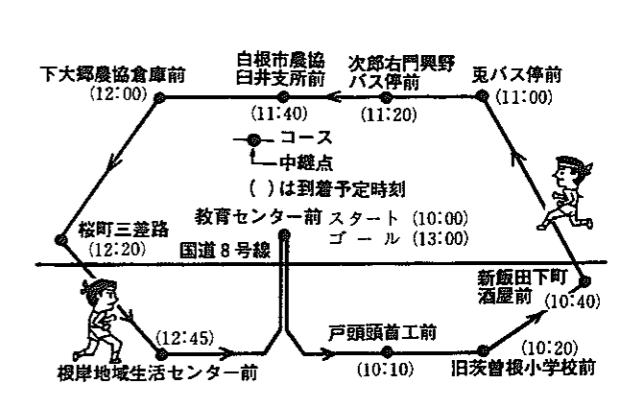 白根市農協
臼井支所前
(11:40)
次郎右門興野
バス停前
(11:20)
兎バス停前
(11:00)
下大郷農協倉庫前
(12:00)
コース
中継点
( )は到着予定時刻
桜町三差路
(12:20)
教育センター前
スタート (10:00)
ゴール (13:00)
国道8号線
新飯田下町
酒屋前 (10:40)
(12:45)
根岸地域生活センター前
戸頭頭首工前
(10:10)
(10:20)
旧茨曽根小学校前